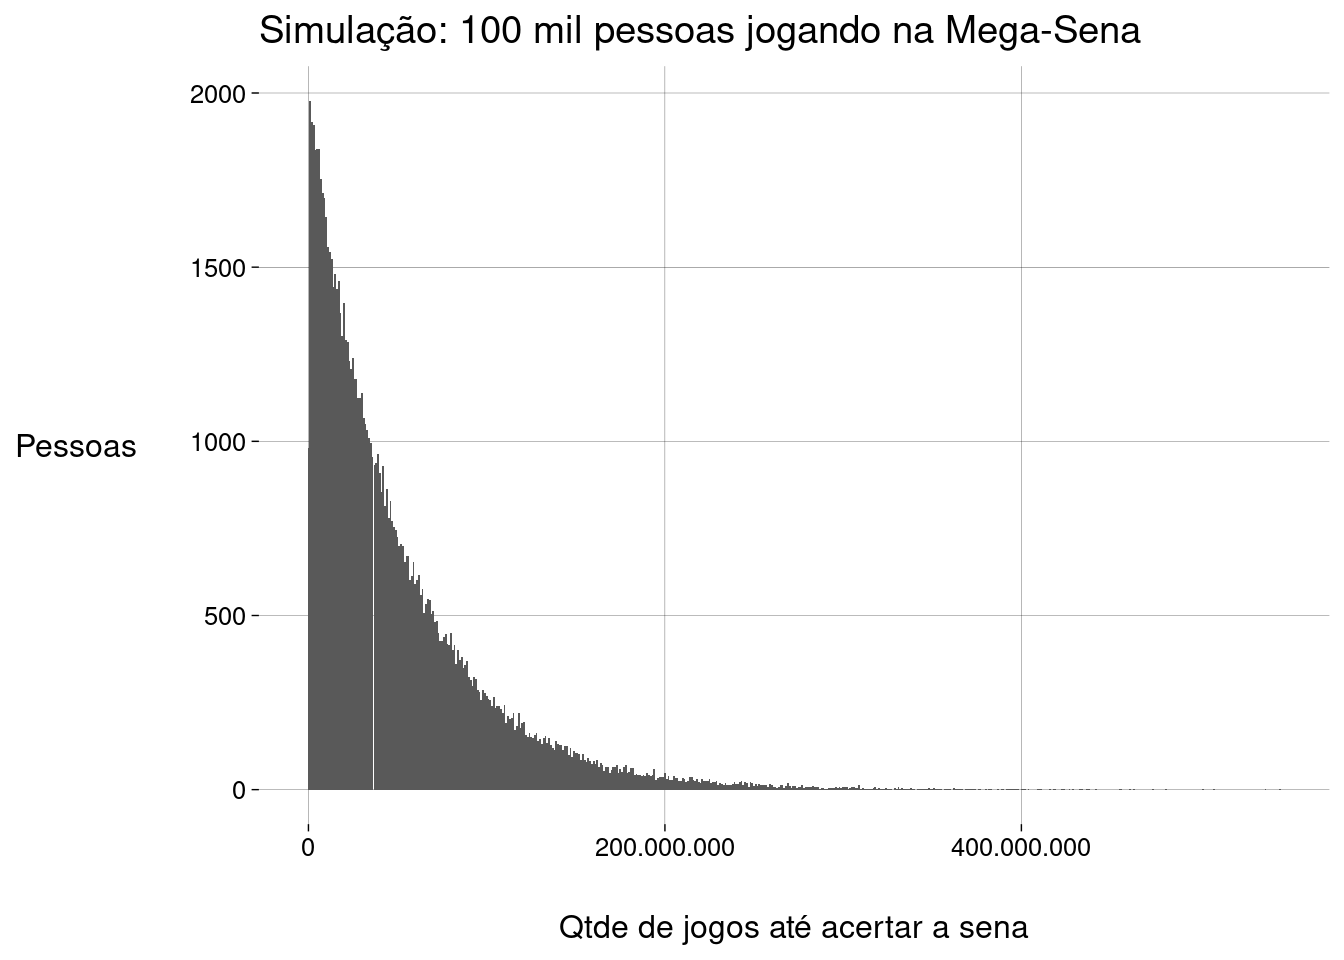 Simulação: 100 mil pessoas jogando na Mega-Sena
2000
1500
1000
500
0
Pessoas
0 200.000.000 400.000.000
Qtde de jogos até acertar a sena